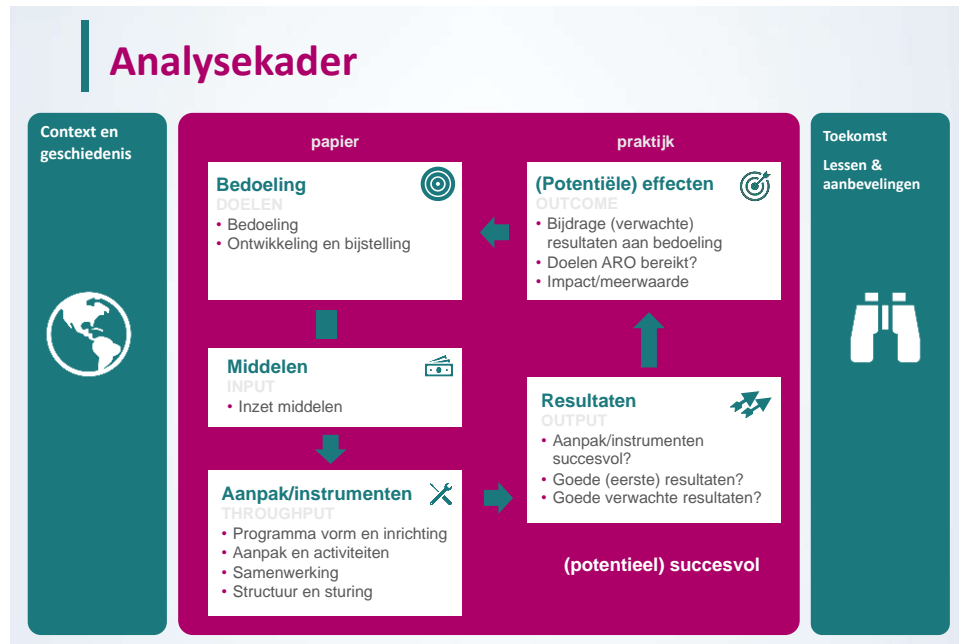 Analysekader
Context en
geschiedenis
papier
Bedoeling
DOELEN
• Bedoeling
• Ontwikkeling en bijstelling
Middelen
INPUT
• Inzet middelen
Aanpak/instrumenten
THROUGHPUT
• Programma vorm en inrichting
• Aanpak en activiteiten
• Samenwerking
• Structuur en sturing
praktijk
(Potentiële) effecten
OUTCOME
• Bijdrage (verwachte)
resultaten aan bedoeling
• Doelen ARO bereikt?
• Impact/meerwaarde
Resultaten
OUTPUT
• Aanpak/instrumenten
succesvol?
• Goede (eerste) resultaten?
• Goede verwachte resultaten?
(potentieel) succesvol
Toekomst
Lessen &
aanbevelingen